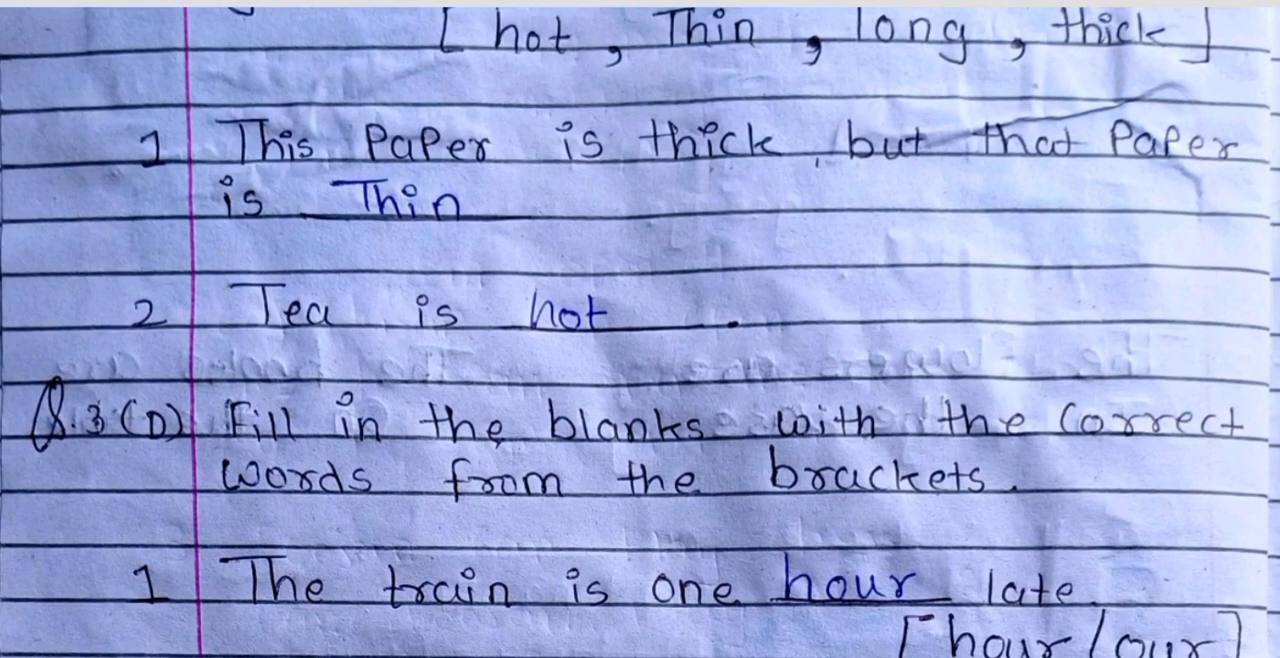 [ hot , Thin , long , thick ]
1 This Paper is thick , but that Paper
is Thin
2 Tea is hot .
Q.3 (D) Fill in the blanks with the correct
words from the brackets.
1 The train is one hour late.
[hour/our]